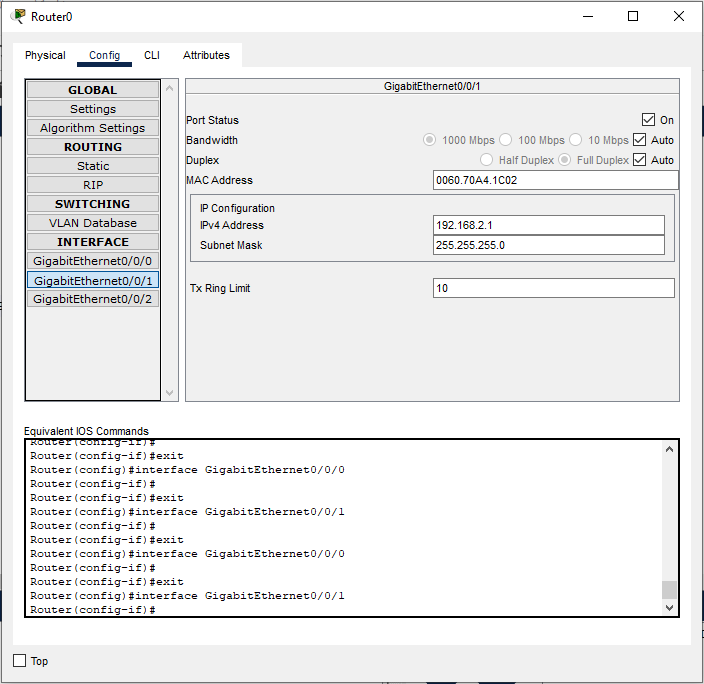 Router0
Physical Config CLI Attributes
GLOBAL
Settings
Algorithm Settings
ROUTING
Static
RIP
SWITCHING
VLAN Database
INTERFACE
GigabitEthernet0/0/0
GigabitEthernet0/0/1
GigabitEthernet0/0/2
GigabitEthernet0/0/1
Port Status On
Bandwidth 1000 Mbps 100 Mbps 10 Mbps Auto
Duplex Half Duplex Full Duplex Auto
MAC Address 0060.70A4.1C02
IP Configuration
IPv4 Address 192.168.2.1
Subnet Mask 255.255.255.0
Tx Ring Limit 10
Equivalent IOS Commands
Router(config-if)#
Router(config-if)#exit
Router(config)#interface GigabitEthernet0/0/0
Router(config-if)#
Router(config-if)#exit
Router(config)#interface GigabitEthernet0/0/1
Router(config-if)#
Router(config-if)#exit
Router(config)#interface GigabitEthernet0/0/0
Router(config-if)#
Router(config-if)#exit
Router(config)#interface GigabitEthernet0/0/1
Router(config-if)#
Top